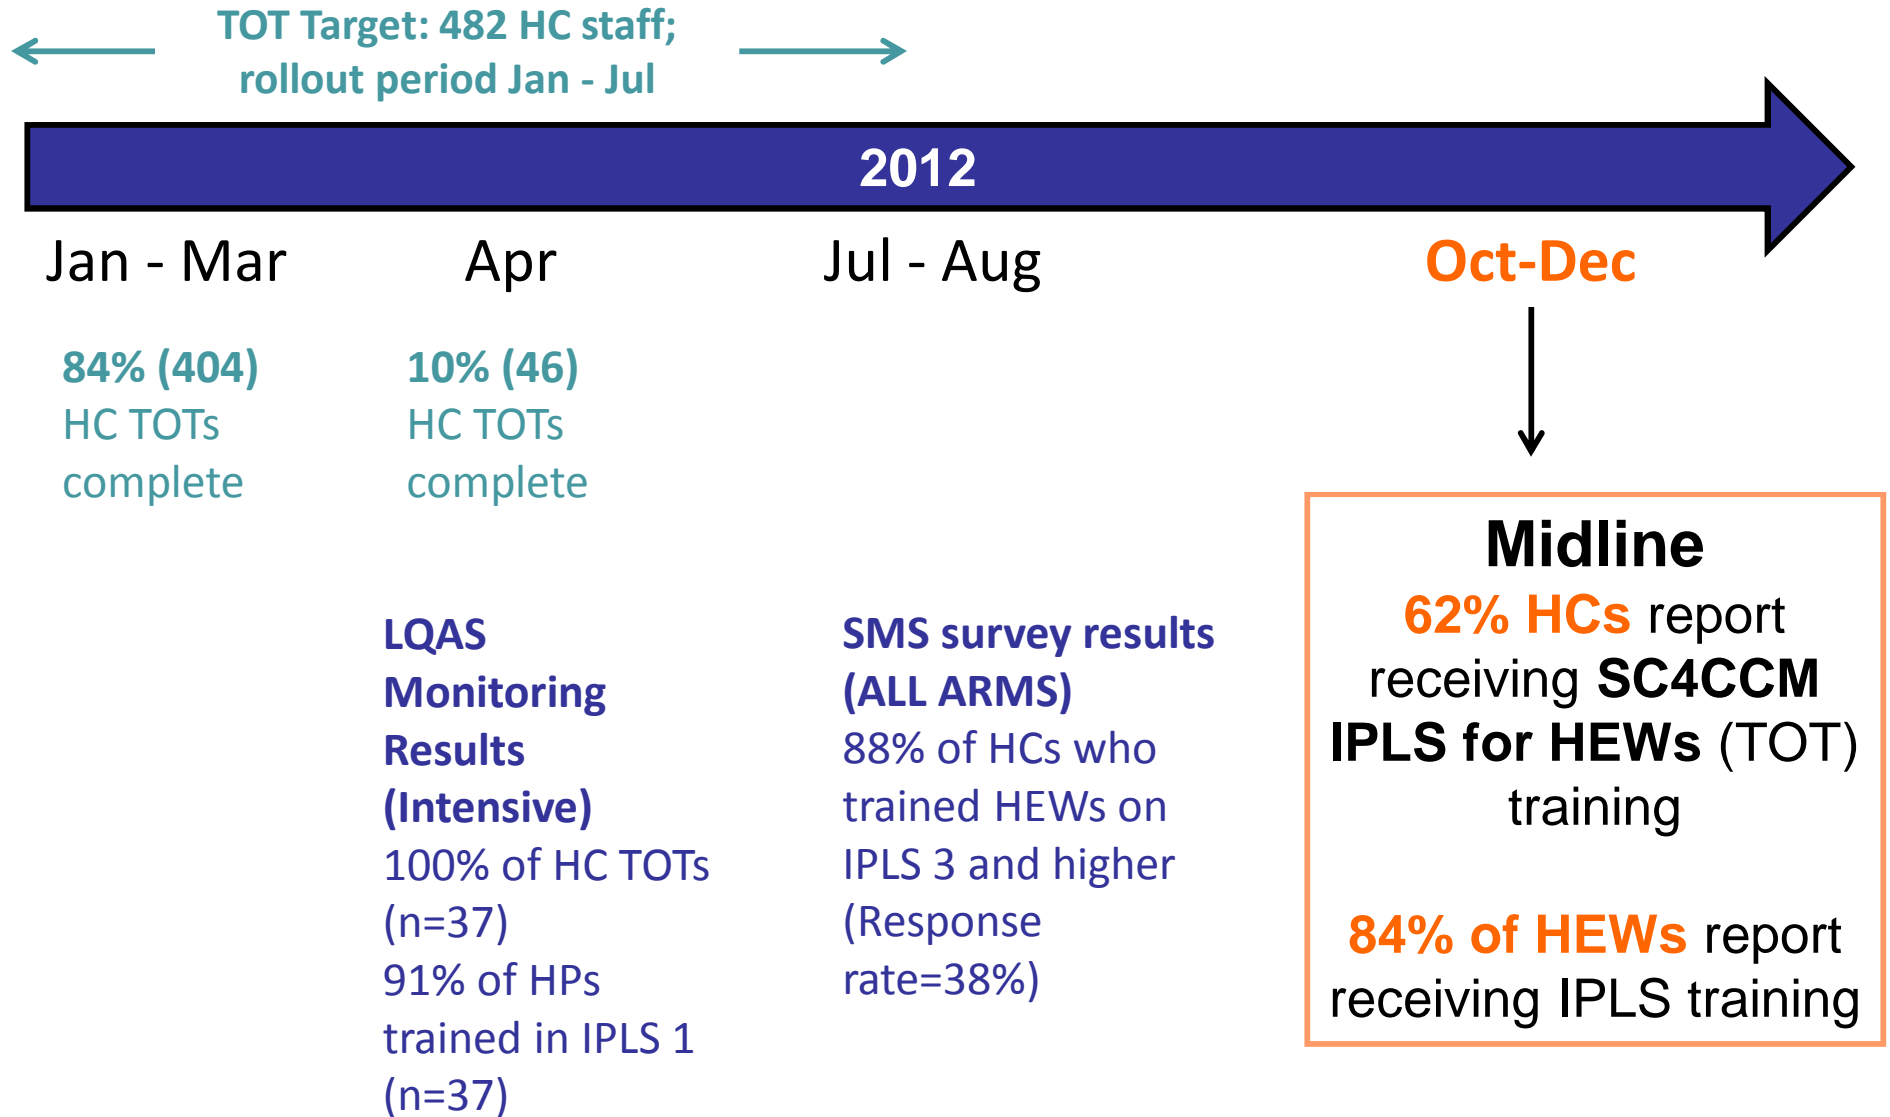 TOT Target: 482 HC staff;
rollout period Jan - Jul
2012
Jan - Mar
Apr
Jul - Aug
Oct-Dec
84% (404)
HC TOTs
complete
10% (46)
HC TOTs
complete
LQAS
Monitoring
Results
(Intensive)
100% of HC TOTs
(n=37)
91% of HPs
trained in IPLS 1
(n=37)
SMS survey results
(ALL ARMS)
88% of HCs who
trained HEWs on
IPLS 3 and higher
(Response
rate=38%)
Midline
62% HCs report
receiving SC4CCM
IPLS for HEWs (TOT)
training
84% of HEWs report
receiving IPLS training